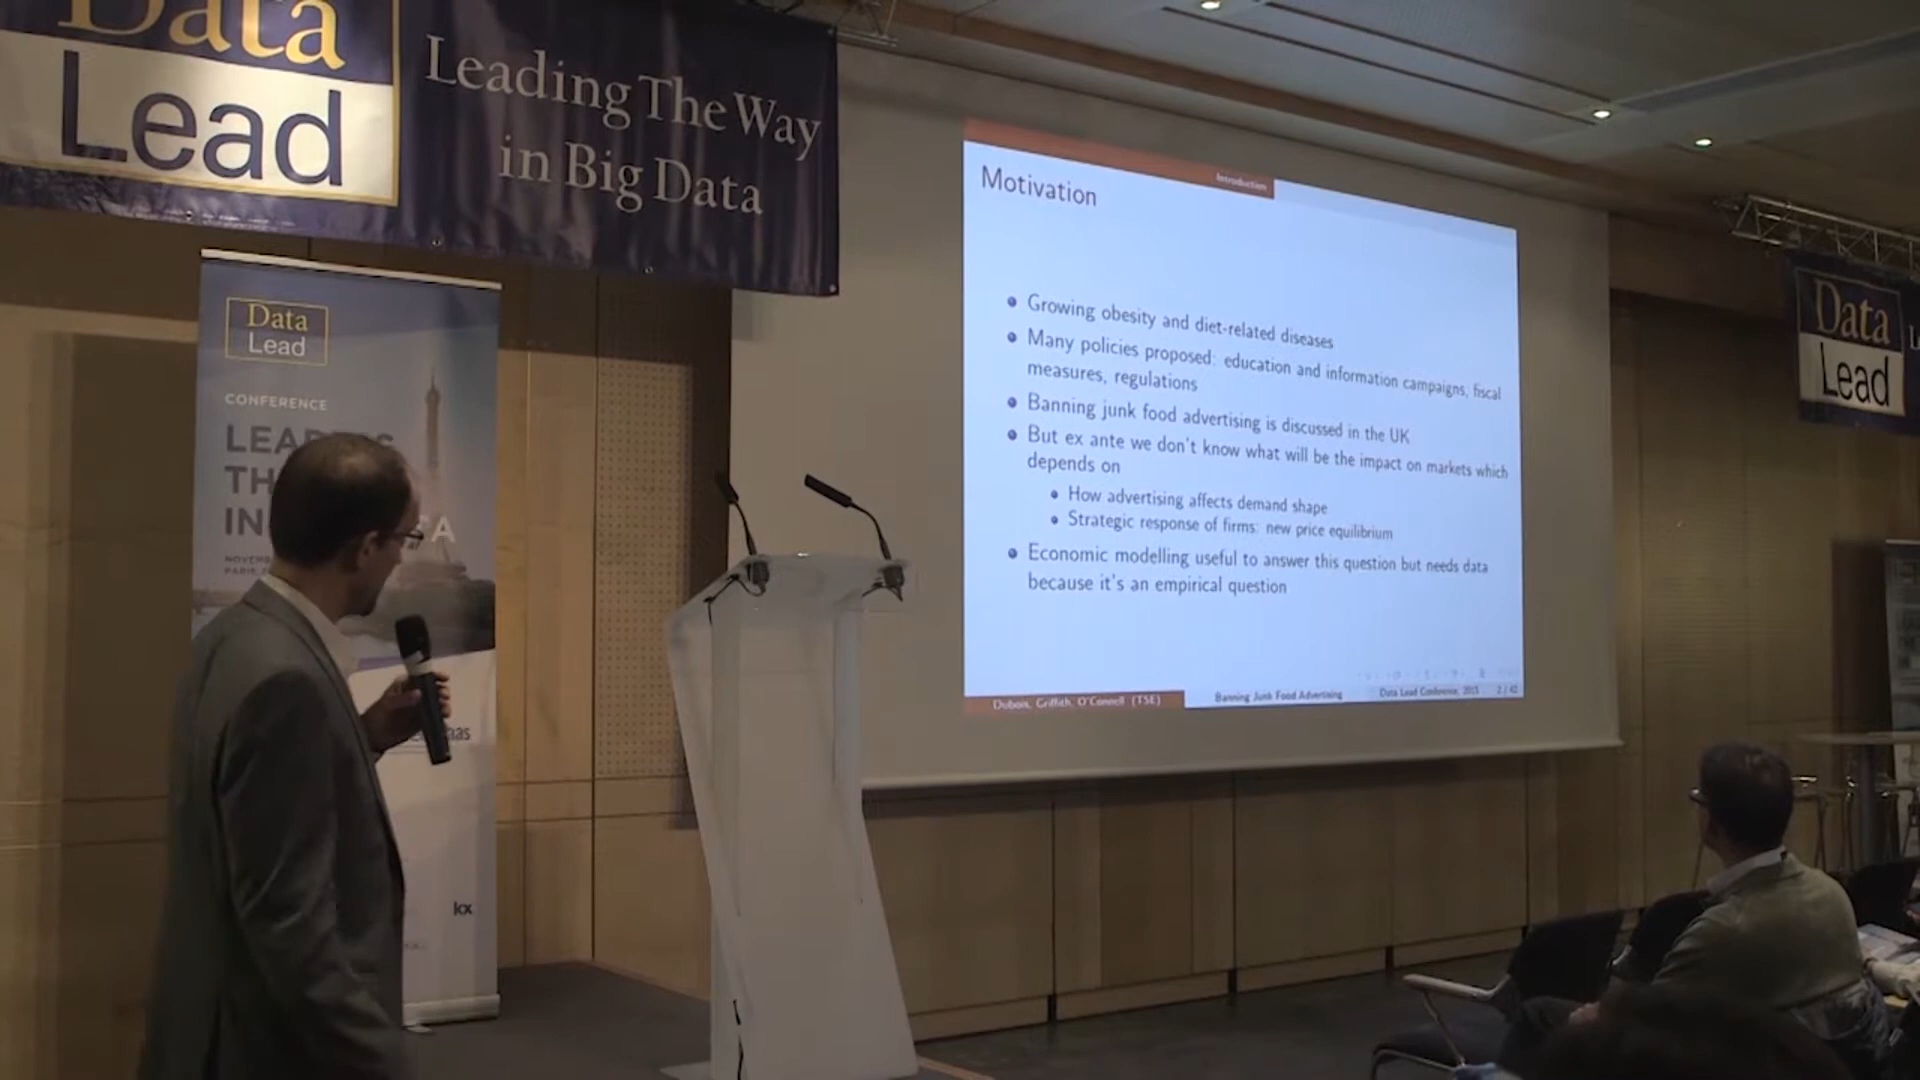 Data
Lead
Leading The Way
in Big Data
Data
Lead
CONFERENCE
kx
Introduction
Motivation
Growing obesity and diet-related diseases
Many policies proposed: education and information campaigns, fiscal
measures, regulations
Banning junk food advertising is discussed in the UK
But ex ante we don't know what will be the impact on markets which
depends on
How advertising affects demand shape
Strategic response of firms: new price equilibrium
Economic modelling useful to answer this question but needs data
because it's an empirical question
Dubois, Griffith, O'Connell (TSE)
Banning Junk Food Advertising
Data Lead Conference, 2015
2 / 42
Data
Lead